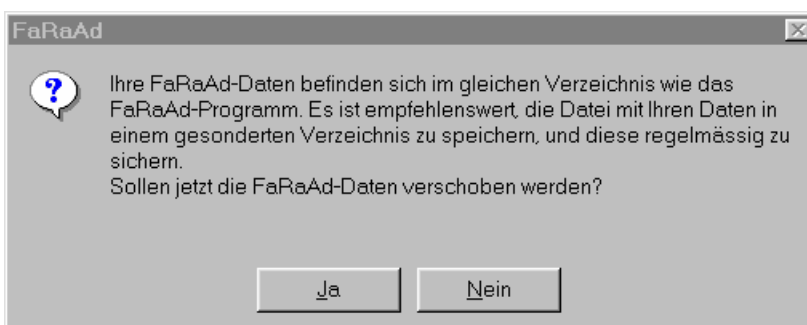 FaRaAd
Ihre FaRaAd-Daten befinden sich im gleichen Verzeichnis wie das
FaRaAd-Programm. Es ist empfehlenswert, die Datei mit Ihren Daten in
einem gesonderten Verzeichnis zu speichern, und diese regelmässig zu
sichern.
Sollen jetzt die FaRaAd-Daten verschoben werden?
Ja
Nein